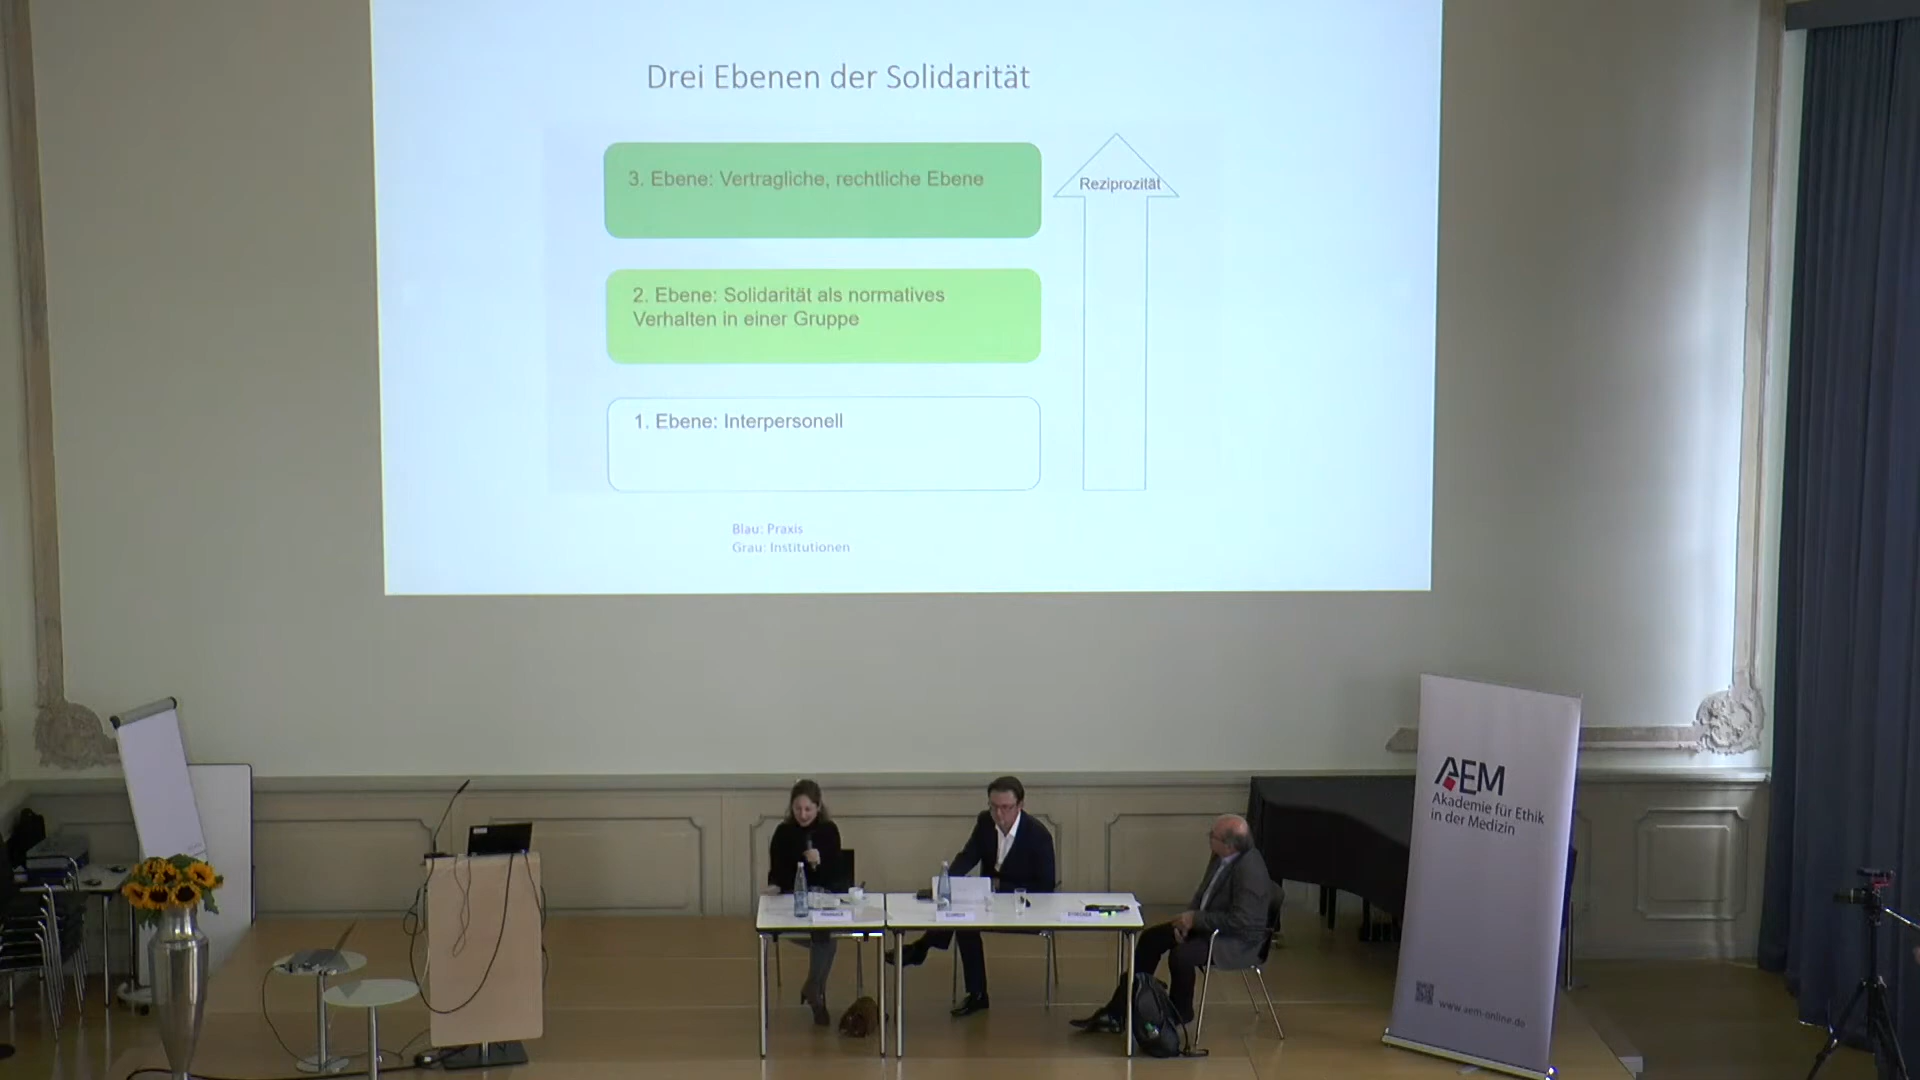 Drei Ebenen der Solidarität
3. Ebene: Vertragliche, rechtliche Ebene
Reziprozität
2. Ebene: Solidarität als normatives
Verhalten in einer Gruppe
1. Ebene: Interpersonell
Blau: Praxis
Grau: Institutionen
AEM
Akademie für Ethik
in der Medizin
www.aem-online.de